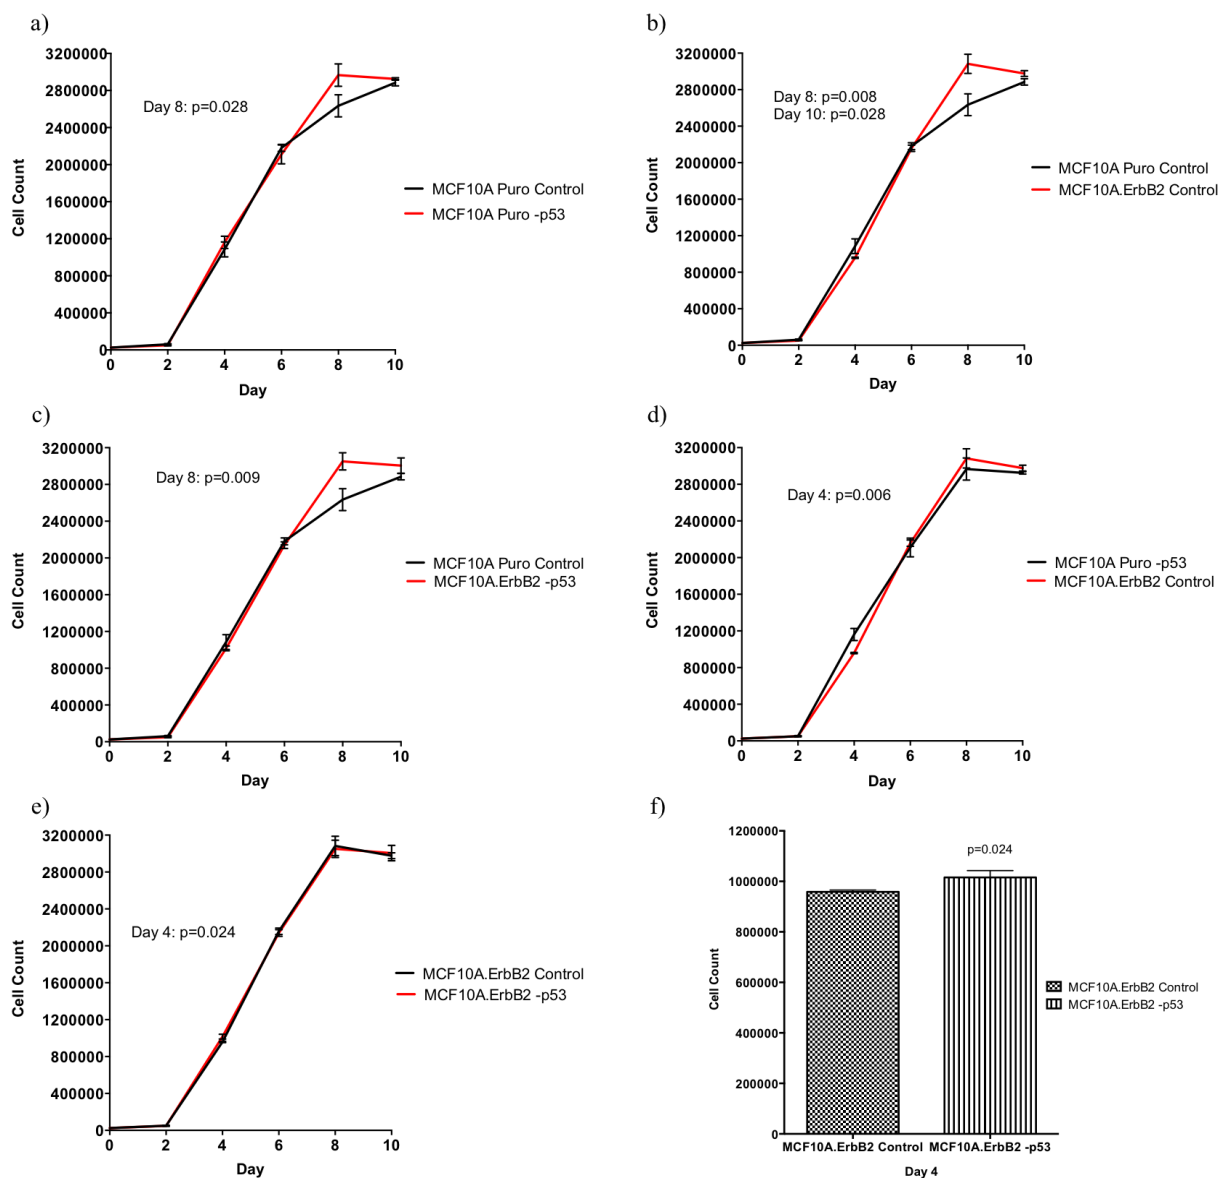 a)
3200000
2800000
2400000
2000000
1600000
1200000
800000
400000
0
0 2 4 6 8 10
Cell Count
Day
Day 8: p=0.028
MCF10A Puro Control
MCF10A Puro -p53
b)
3200000
2800000
2400000
2000000
1600000
1200000
800000
400000
0
0 2 4 6 8 10
Cell Count
Day
Day 8: p=0.008
Day 10: p=0.028
MCF10A Puro Control
MCF10A.ErbB2 Control
c)
3200000
2800000
2400000
2000000
1600000
1200000
800000
400000
0
0 2 4 6 8 10
Cell Count
Day
Day 8: p=0.009
MCF10A Puro Control
MCF10A.ErbB2 -p53
d)
3200000
2800000
2400000
2000000
1600000
1200000
800000
400000
0
0 2 4 6 8 10
Cell Count
Day
Day 4: p=0.006
MCF10A Puro -p53
MCF10A.ErbB2 Control
e)
3200000
2800000
2400000
2000000
1600000
1200000
800000
400000
0
0 2 4 6 8 10
Cell Count
Day
Day 4: p=0.024
MCF10A.ErbB2 Control
MCF10A.ErbB2 -p53
f)
1200000
1000000
800000
600000
400000
200000
0
Cell Count
p=0.024
MCF10A.ErbB2 Control MCF10A.ErbB2 -p53
Day 4
MCF10A.ErbB2 Control
MCF10A.ErbB2 -p53